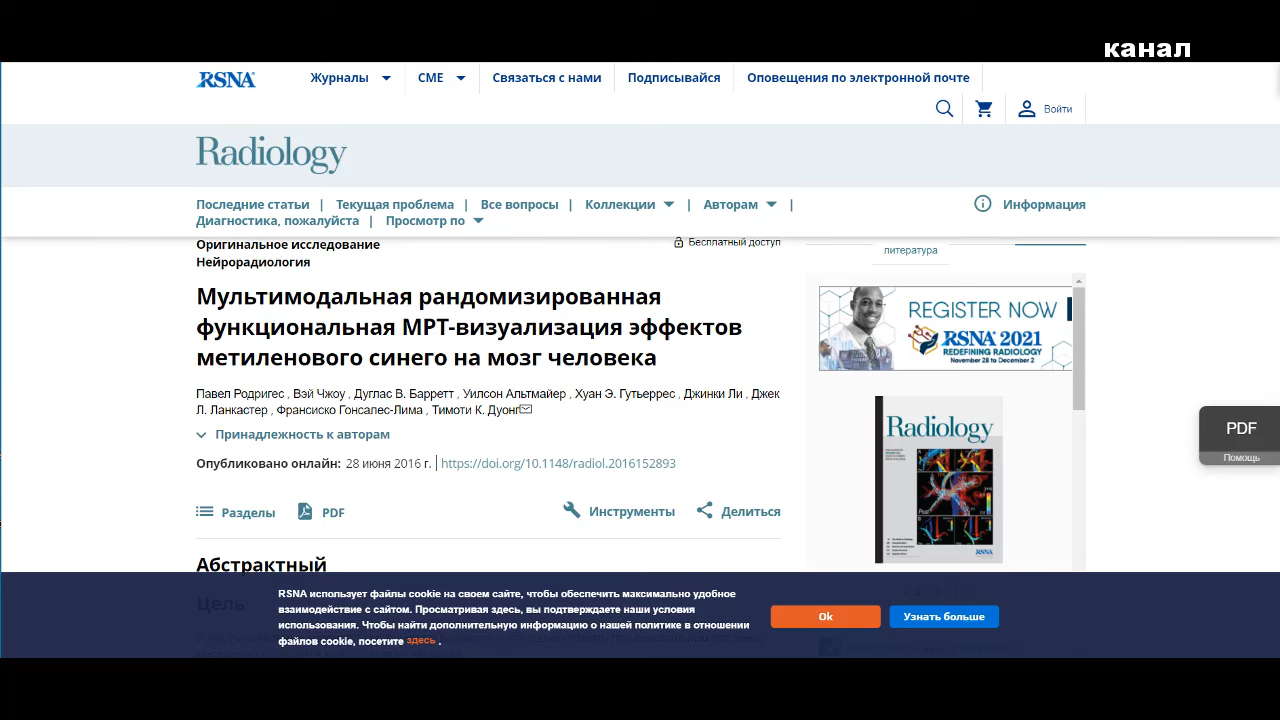 канал
RSNA
Журналы
CME
Связаться с нами
Подписывайся
Оповещения по электронной почте
Войти
Radiology
Последние статьи | Текущая проблема | Все вопросы | Коллекции | Авторам |
Диагностика, пожалуйста | Просмотр по
Информация
Оригинальное исследование
Бесплатный доступ
Нейрорадиология
литература
Мультимодальная рандомизированная
функциональная МРТ-визуализация эффектов
метиленового синего на мозг человека
Павел Родригес , Вэй Чжоу , Дуглас В. Барретт , Уилсон Альтмайер , Хуан Э. Гутьеррес , Джинки Ли , Джек
Л. Ланкастер , Франсиско Гонсалес-Лима , Тимоти К. Дуонг
Принадлежность к авторам
Опубликовано онлайн: 28 июня 2016 г. | https://doi.org/10.1148/radiol.2016152893
Разделы
PDF
Инструменты
Делиться
Абстрактный
Цель
REGISTER NOW
RSNA 2021
REDEFINING RADIOLOGY
November 28 to December 2
Radiology
Post
RSNA
PDF
Помощь
RSNA использует файлы cookie на своем сайте, чтобы обеспечить максимально удобное
взаимодействие с сайтом. Просматривая здесь, вы подтверждаете наши условия
использования. Чтобы найти дополнительную информацию о нашей политике в отношении
файлов cookie, посетите здесь .
Ok
Узнать больше